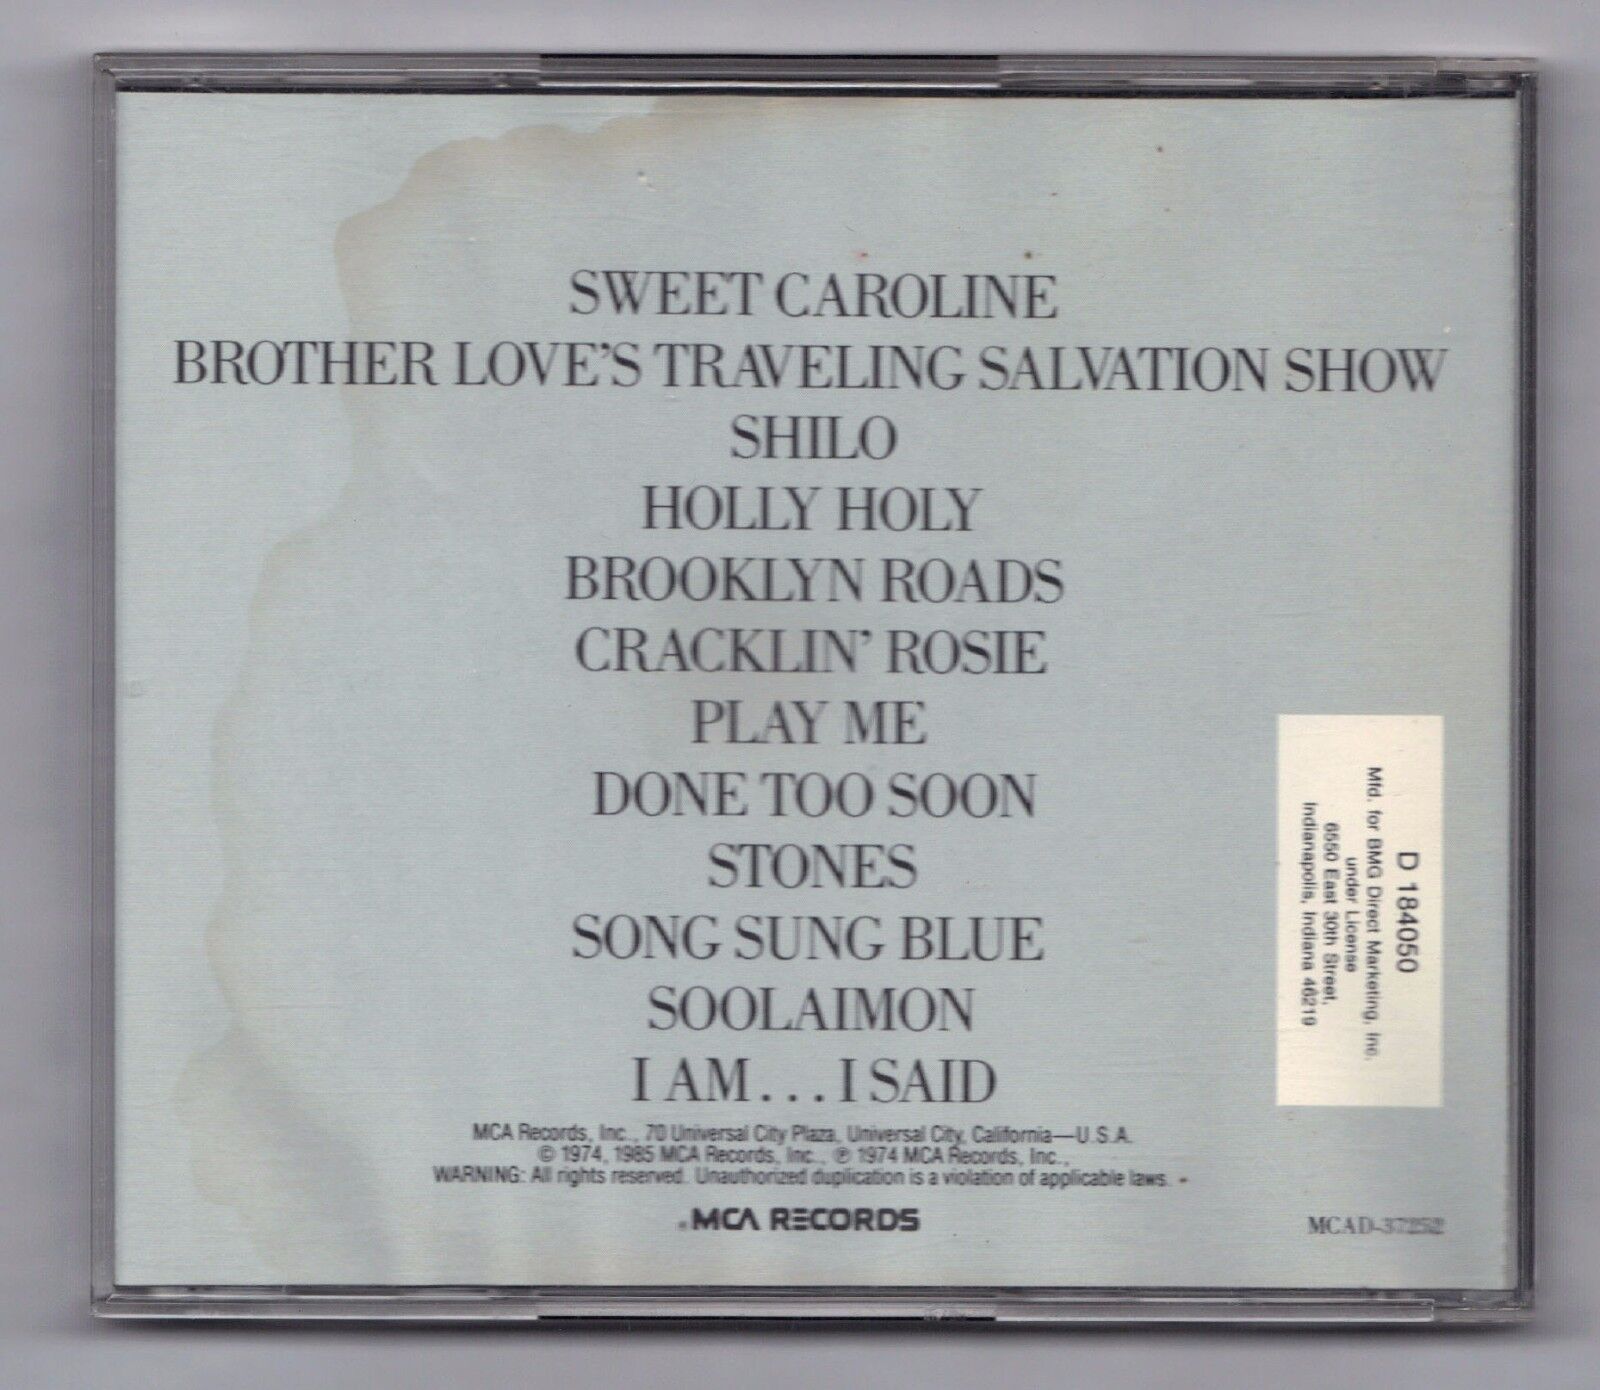 SWEET CAROLINE
BROTHER LOVE'S TRAVELING SALVATION SHOW
SHILO
HOLLY HOLY
BROOKLYN ROADS
CRACKLIN' ROSIE
PLAY ME
DONE TOO SOON
STONES
SONG SUNG BLUE
SOOLAIMON
I AM...I SAID
MCA Records, Inc., 70 Universal City Plaza, Universal City, California—U.S.A.
© 1974, 1985 MCA Records, Inc., ℗ 1974 MCA Records, Inc.,
WARNING: All rights reserved. Unauthorized duplication is a violation of applicable laws.
MCA RECORDS
MCAD-37252
D 184050
Mfd. for BMG Direct Marketing, Inc.
under License
6550 East 30th Street,
Indianapolis, Indiana 46219